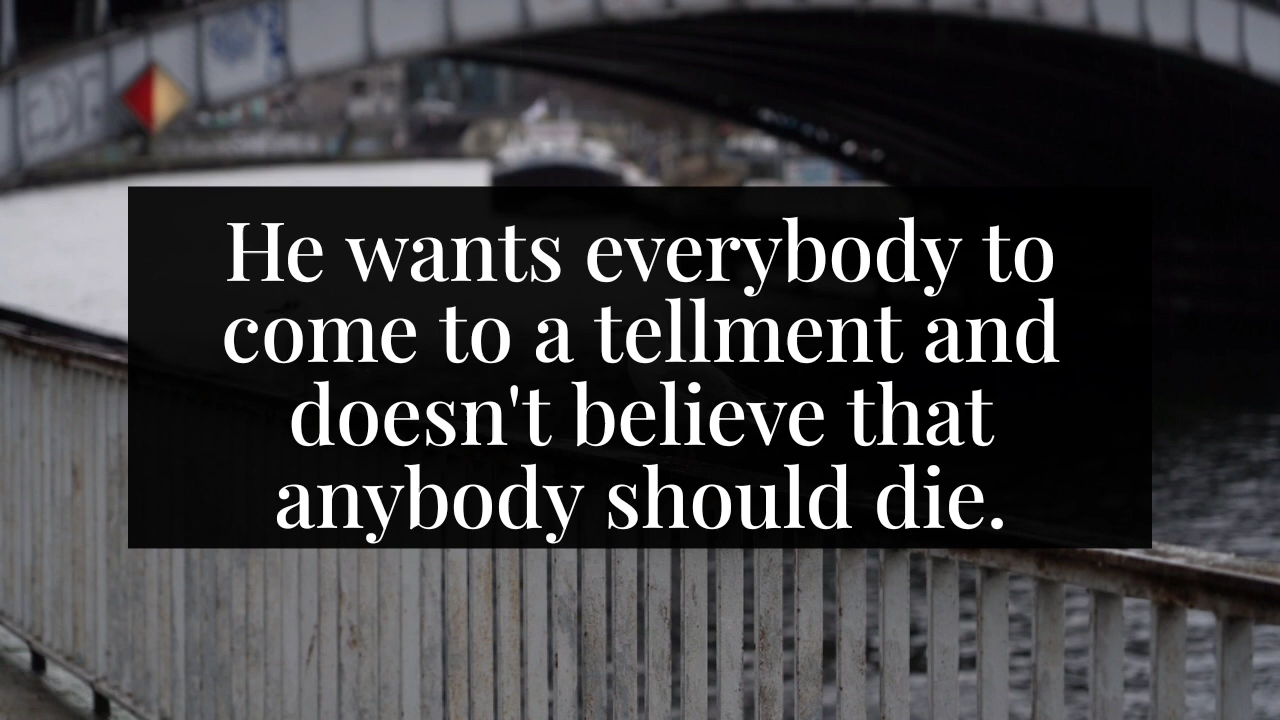 He wants everybody to
come to a tellment and
doesn't believe that
anybody should die.